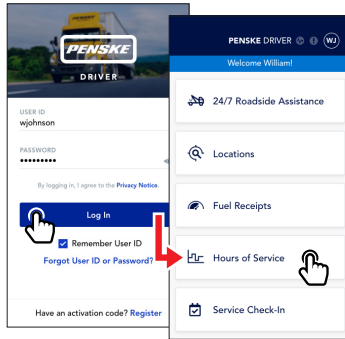 PENSKE
DRIVER
USER ID
wjohnson
PASSWORD
•••••••••
By logging in, I agree to the Privacy Notice.
Log In
Remember User ID
Forgot User ID or Password?
Have an activation code? Register
PENSKE DRIVER
WJ
Welcome William!
24/7 Roadside Assistance
Locations
Fuel Receipts
Hours of Service
Service Check-In